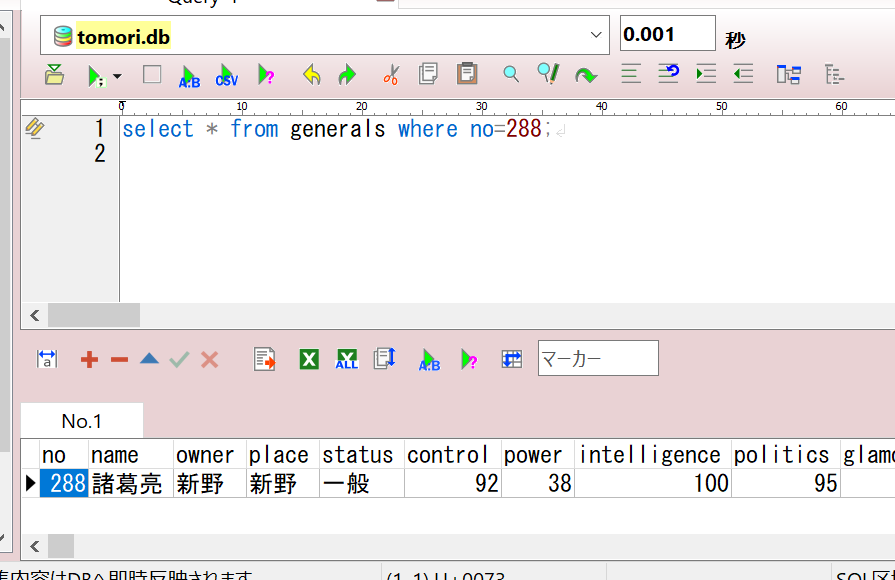 tomori.db
0.001
秒
A:B
CSV
0 10 20 30 40 50 60
1 select * from generals where no=288;
2
a
ALL
A:B
マーカー
No.1
no name owner place status control power intelligence politics
288 諸葛亮 新野 新野 一般 92 38 100 95